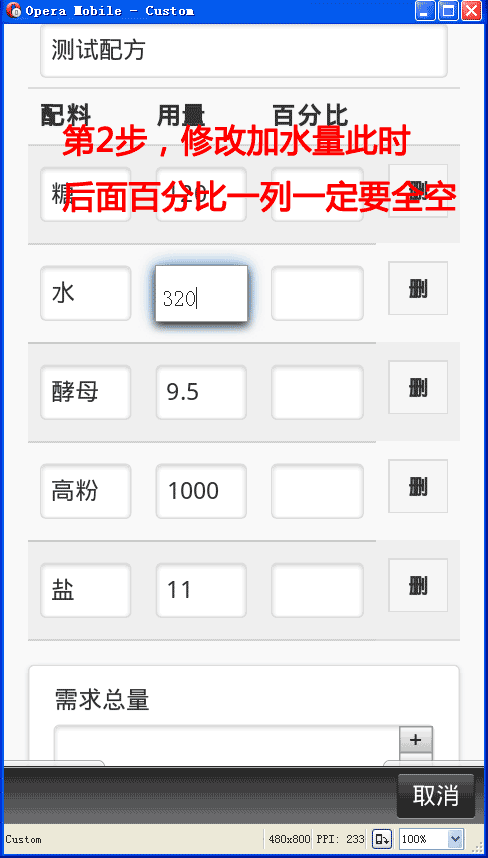 Opera Mobile - Custom
测试配方
配料 用量 百分比
第2步，修改加水量此时
糖 120 删
后面百分比一列一定要全空
水 320 删
酵母 9.5 删
高粉 1000 删
盐 11 删
需求总量
+
取消
Custom 480x800 PPI: 233 100%